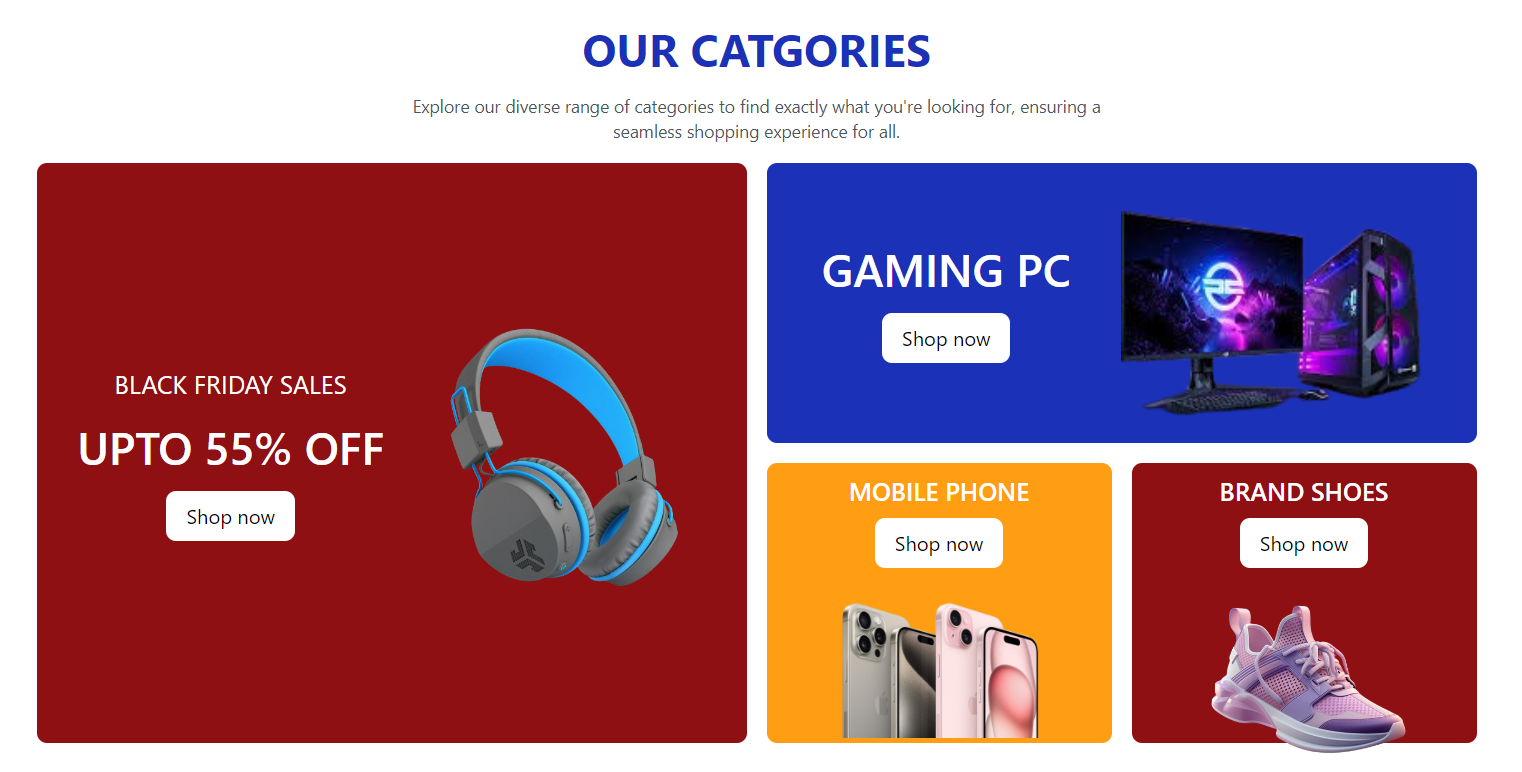 OUR CATGORIES
Explore our diverse range of categories to find exactly what you're looking for, ensuring a
seamless shopping experience for all.
BLACK FRIDAY SALES
UPTO 55% OFF
Shop now
GAMING PC
Shop now
MOBILE PHONE
Shop now
BRAND SHOES
Shop now